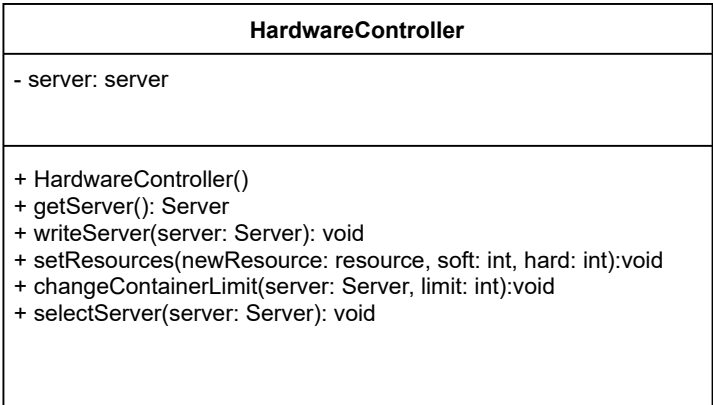 HardwareController
- server: server
+ HardwareController()
+ getServer(): Server
+ writeServer(server: Server): void
+ setResources(newResource: resource, soft: int, hard: int):void
+ changeContainerLimit(server: Server, limit: int):void
+ selectServer(server: Server): void